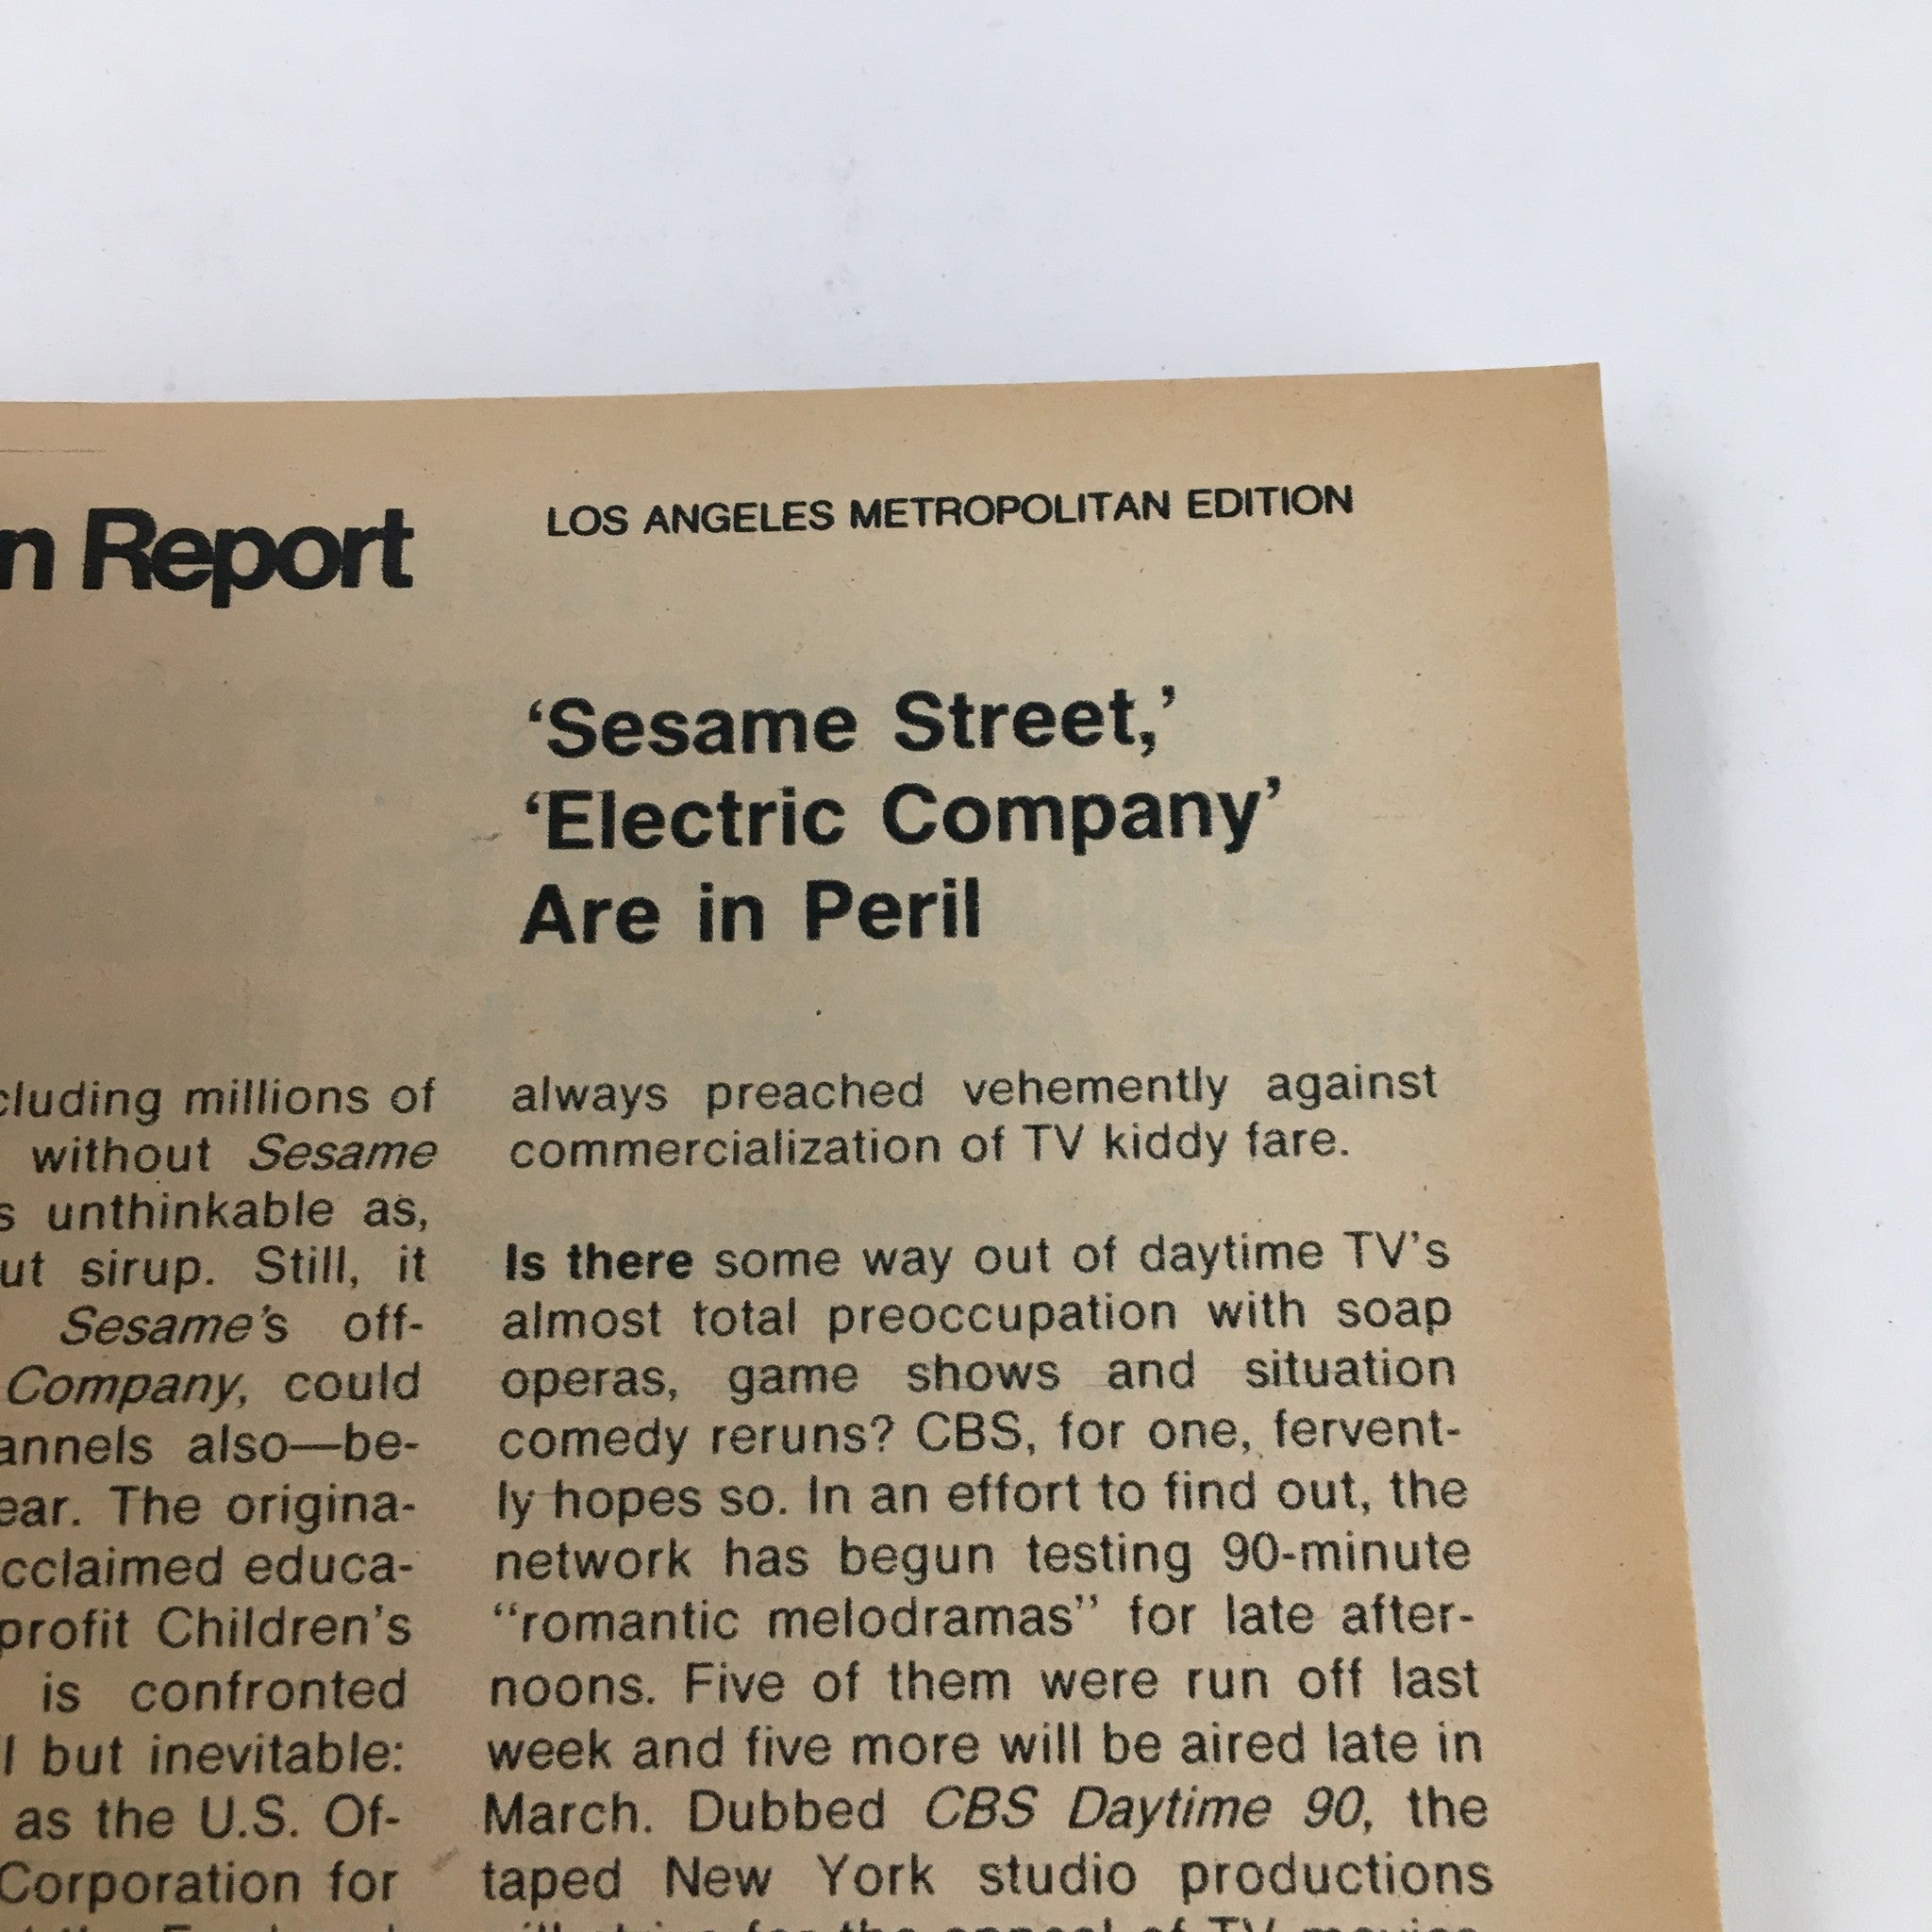 n Report
LOS ANGELES METROPOLITAN EDITION
‘Sesame Street,’
‘Electric Company’
Are in Peril
cluding millions of
without Sesame
s unthinkable as,
ut sirup. Still, it
Sesame’s off-
Company, could
annels also—be-
ear. The origina-
cclaimed educa-
profit Children’s
is confronted
l but inevitable:
as the U.S. Of-
Corporation for
always preached vehemently against
commercialization of TV kiddy fare.
Is there some way out of daytime TV’s
almost total preoccupation with soap
operas, game shows and situation
comedy reruns? CBS, for one, fervent-
ly hopes so. In an effort to find out, the
network has begun testing 90-minute
“romantic melodramas” for late after-
noons. Five of them were run off last
week and five more will be aired late in
March. Dubbed CBS Daytime 90, the
taped New York studio productions
for the appeal of TV movies